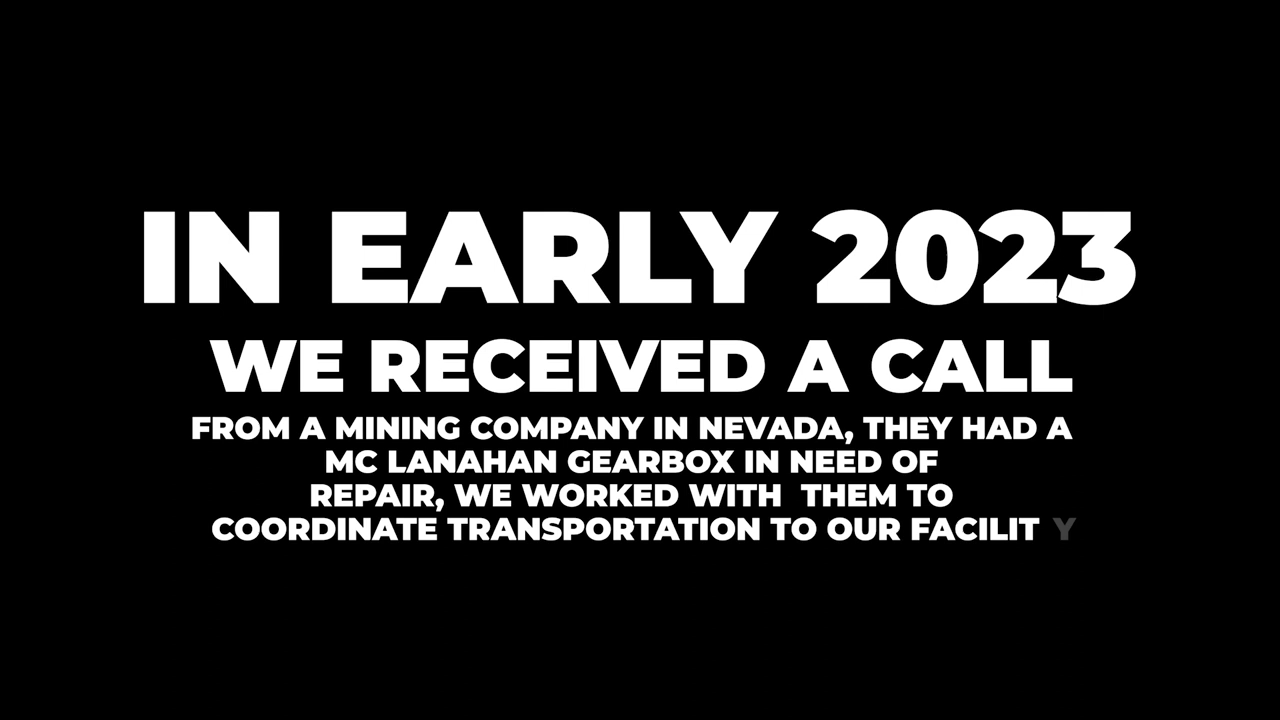 IN EARLY 2023
WE RECEIVED A CALL
FROM A MINING COMPANY IN NEVADA, THEY HAD A
MC LANAHAN GEARBOX IN NEED OF
REPAIR, WE WORKED WITH  THEM TO
COORDINATE TRANSPORTATION TO OUR FACILIT Y